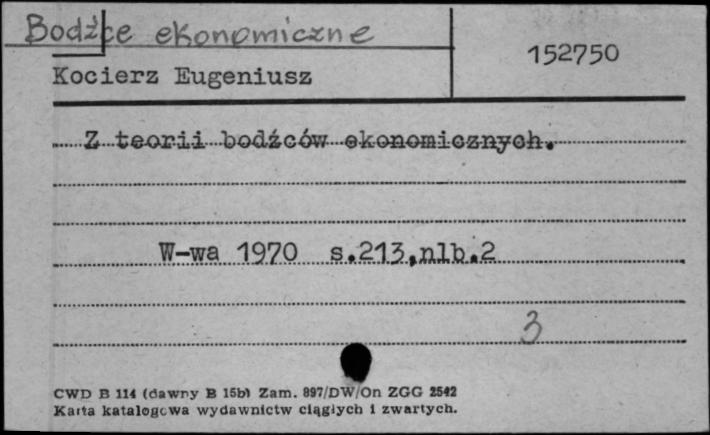 Bodźce ekonomiczne
152750
Kocierz Eugeniusz
Z teorii bodźców ekonomicznych.
W-wa 1970 s.213,nlb.2
3
CWD B 114 (dawny B 15b) Zam. 897/DW/On ZGG 2542
Karta katalogowa wydawnictw ciągłych i zwartych.